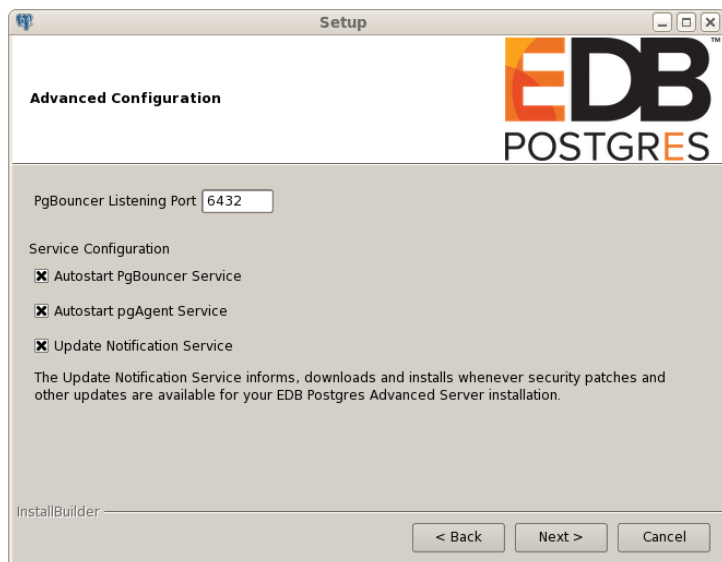 Setup
EDB™
POSTGRES
Advanced Configuration
PgBouncer Listening Port 6432
Service Configuration
Autostart PgBouncer Service
Autostart pgAgent Service
Update Notification Service
The Update Notification Service informs, downloads and installs whenever security patches and
other updates are available for your EDB Postgres Advanced Server installation.
InstallBuilder
< Back Next > Cancel